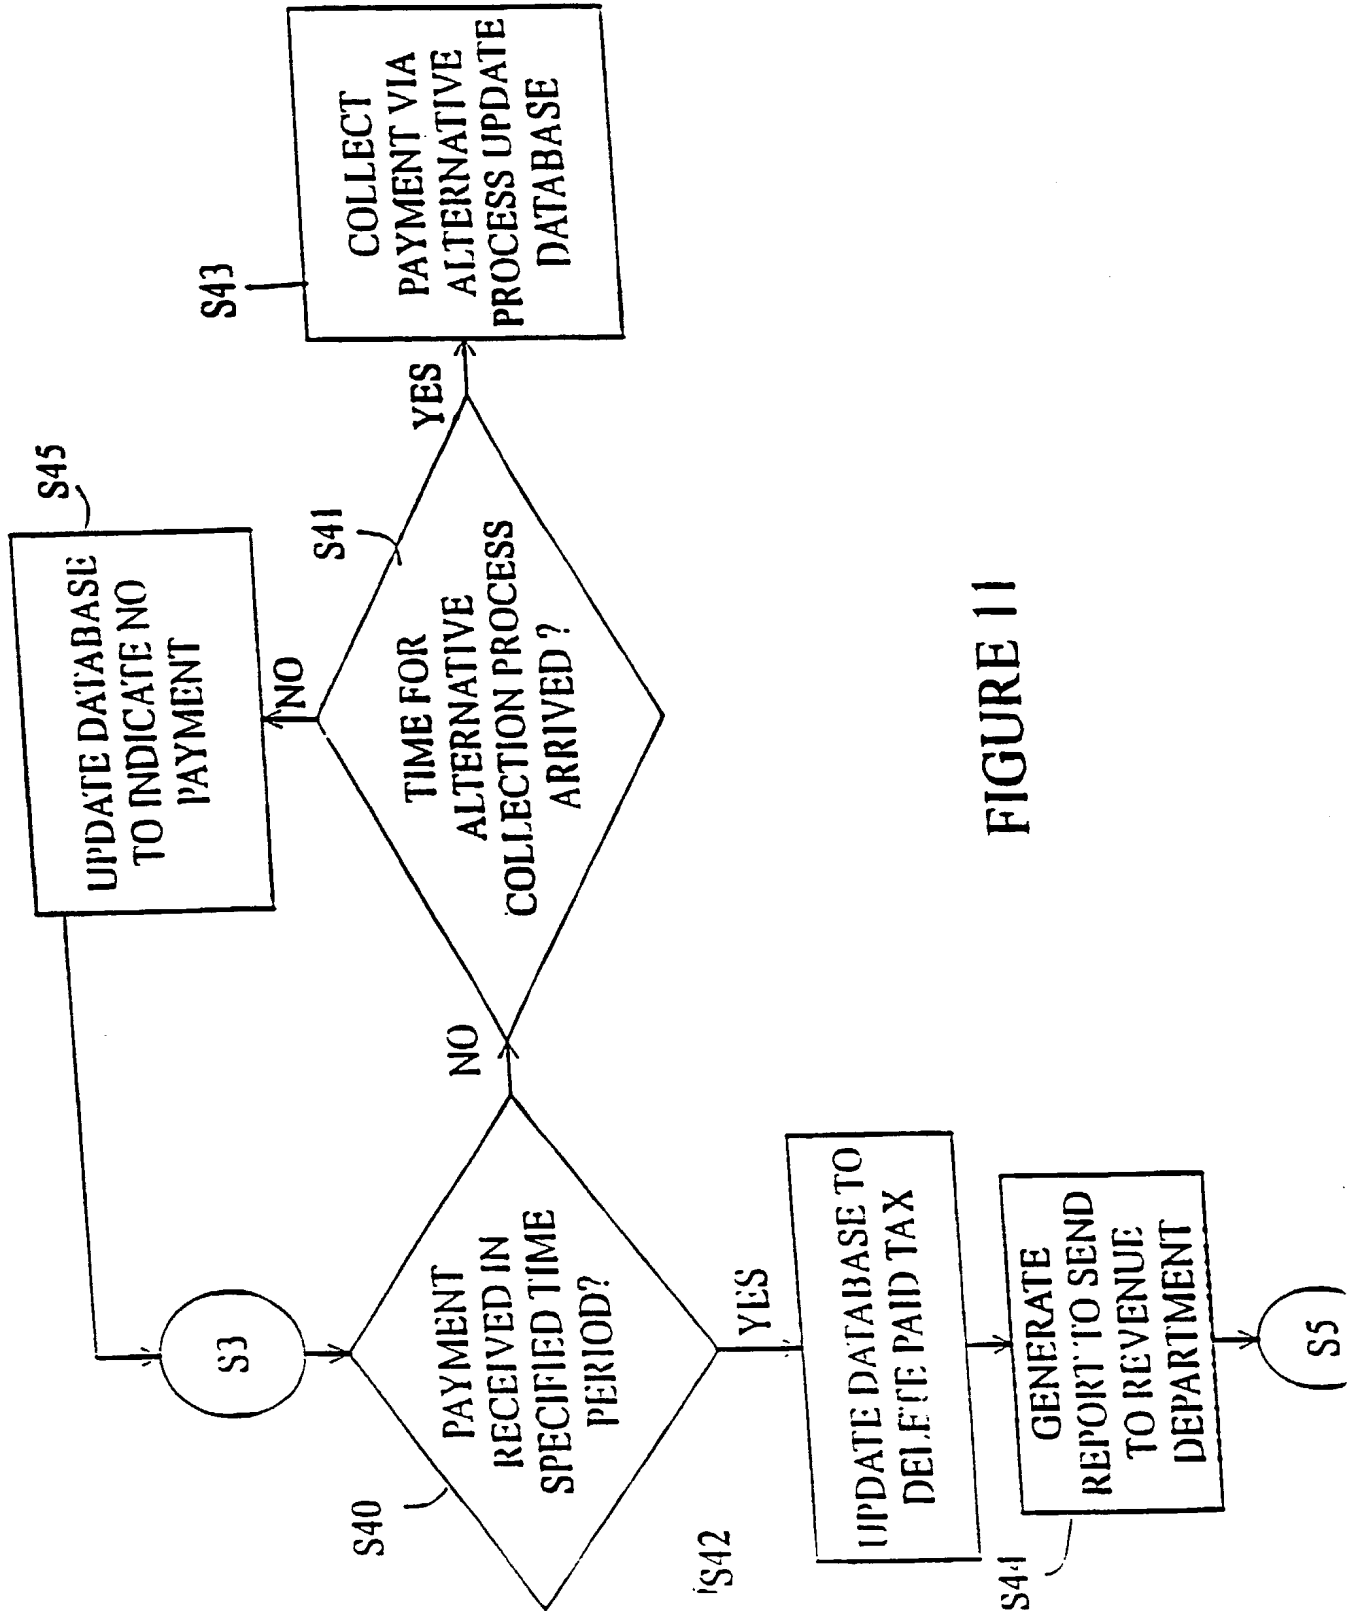 S3
S40
PAYMENT
RECEIVED IN
SPECIFIED TIME
PERIOD?
NO
YES
S41
TIME FOR
ALTERNATIVE
COLLECTION PROCESS
ARRIVED ?
NO
YES
S45
UPDATE DATABASE
TO INDICATE NO
PAYMENT
S43
COLLECT
PAYMENT VIA
ALTERNATIVE
PROCESS UPDATE
DATABASE
S42
UPDATE DATABASE TO
DELETE PAID TAX
S44
GENERATE
REPORT TO SEND
TO REVENUE
DEPARTMENT
S5
FIGURE 11